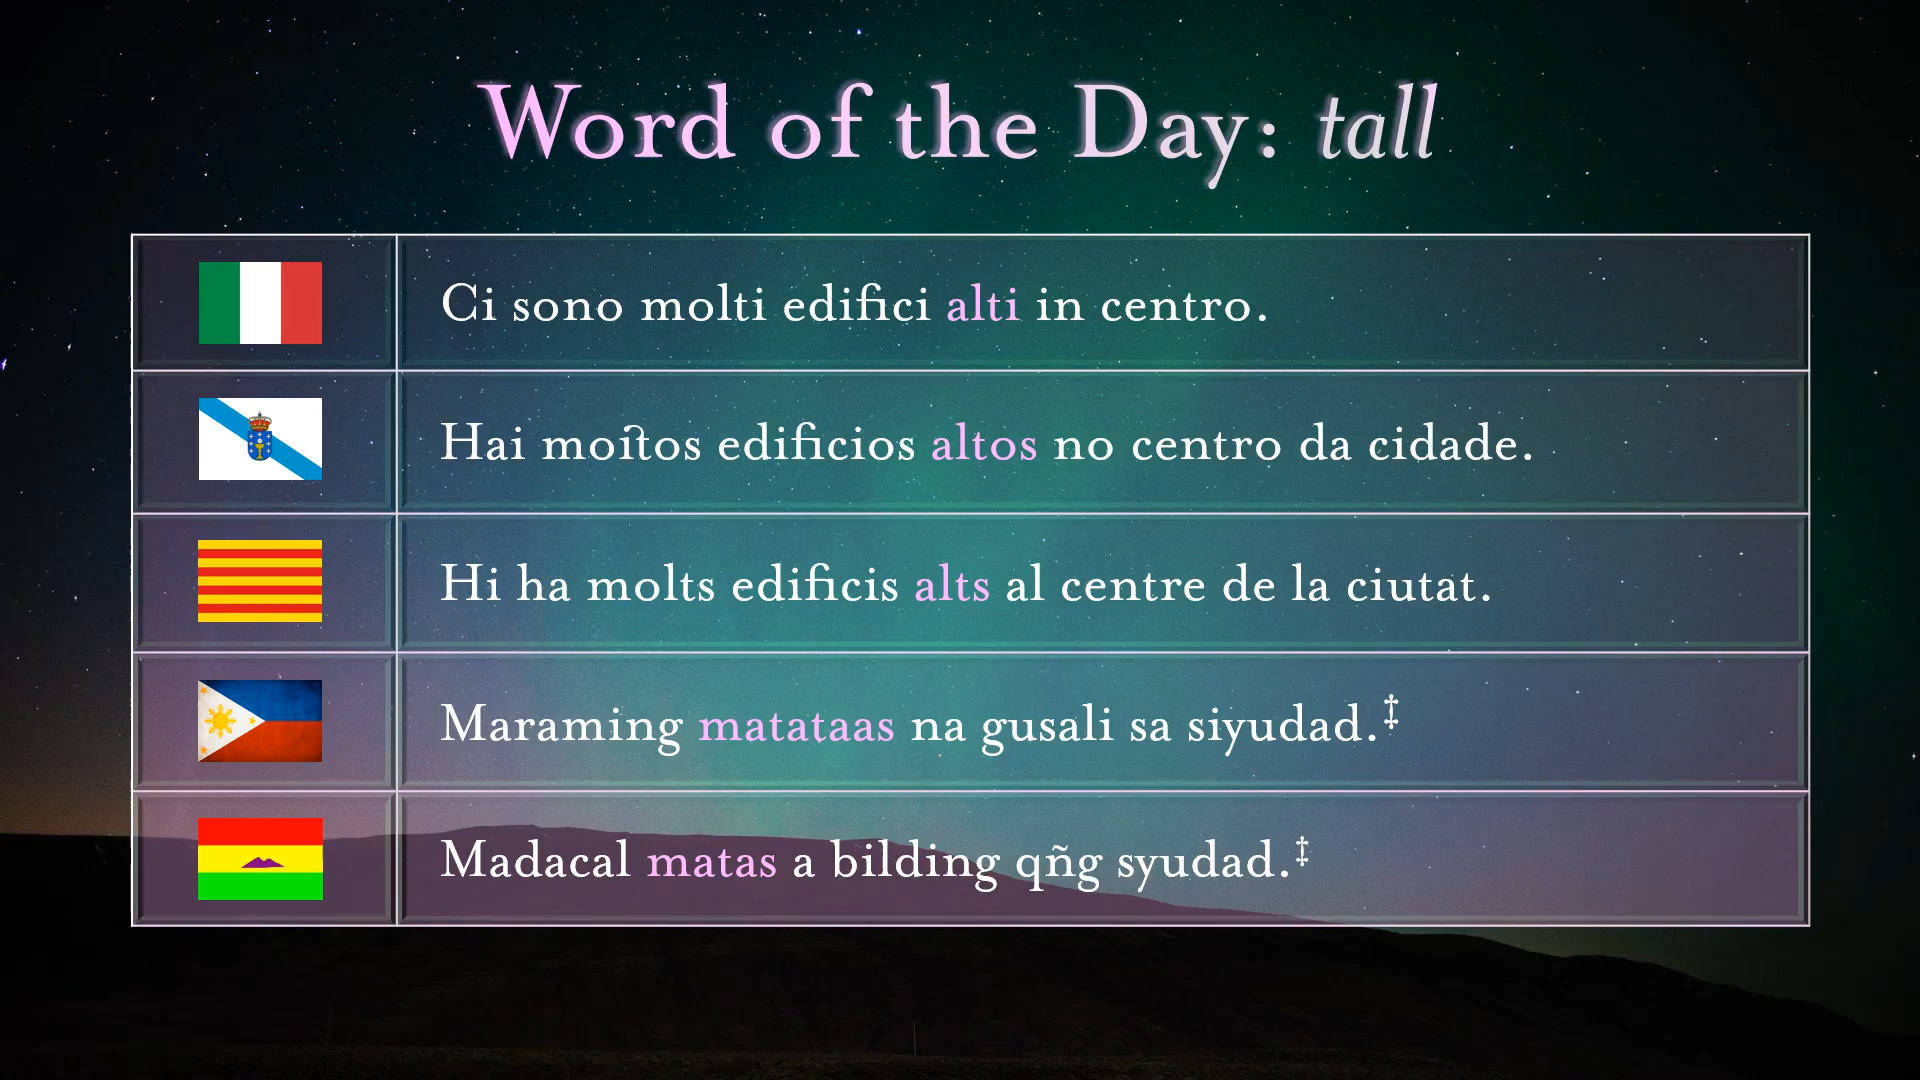 Word of the Day: tall
Ci sono molti edifici alti in centro.
Hai moitos edificios altos no centro da cidade.
Hi ha molts edificis alts al centre de la ciutat.
Maraming matataas na gusali sa siyudad.‡
Madacal matas a bilding qñg syudad.‡